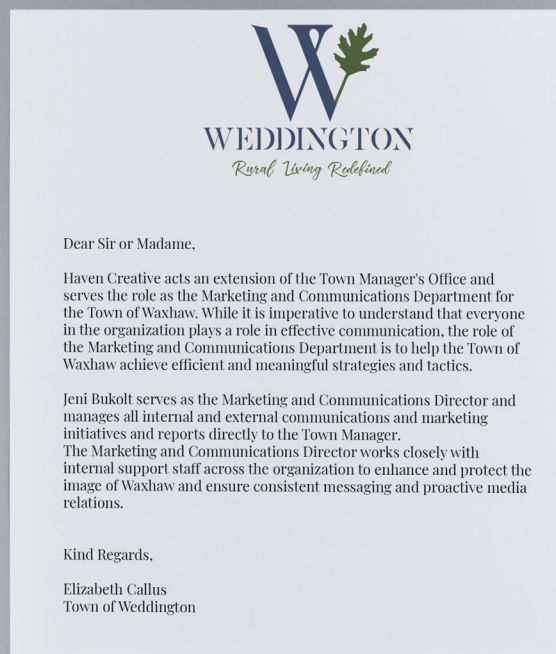 W
WEDDINGTON
Rural Living Redefined
Dear Sir or Madame,
Haven Creative acts an extension of the Town Manager's Office and
serves the role as the Marketing and Communications Department for
the Town of Waxhaw. While it is imperative to understand that everyone
in the organization plays a role in effective communication, the role of
the Marketing and Communications Department is to help the Town of
Waxhaw achieve efficient and meaningful strategies and tactics.
Jeni Bukolt serves as the Marketing and Communications Director and
manages all internal and external communications and marketing
initiatives and reports directly to the Town Manager.
The Marketing and Communications Director works closely with
internal support staff across the organization to enhance and protect the
image of Waxhaw and ensure consistent messaging and proactive media
relations.
Kind Regards,
Elizabeth Callus
Town of Weddington